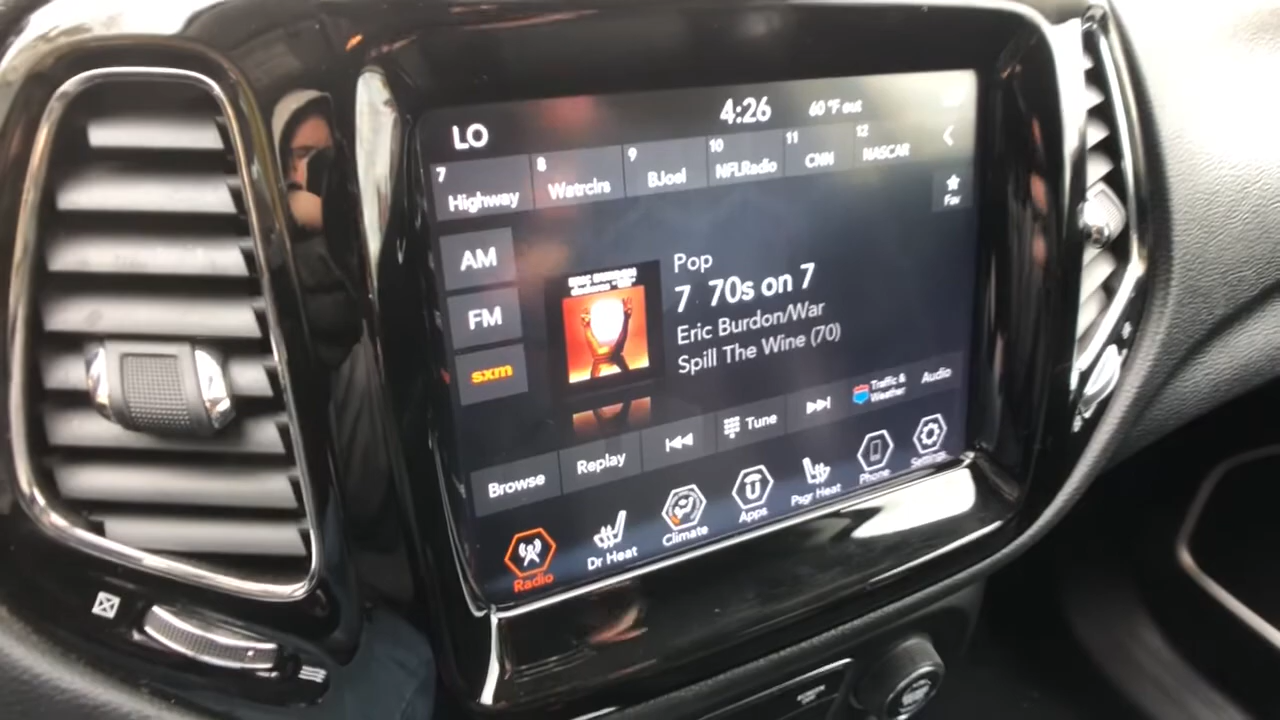 LO 4:26 60 °F out
7 Highway 8 Watrclrs 9 BJoel 10 NFLRadio 11 CNN 12 NASCAR
Fav
AM
FM
sxm
ERIC BURDON
Pop
7 70s on 7
Eric Burdon/War
Spill The Wine (70)
Browse Replay Tune Traffic & Weather Audio
Radio Dr Heat Climate Apps Psgr Heat Phone Settings